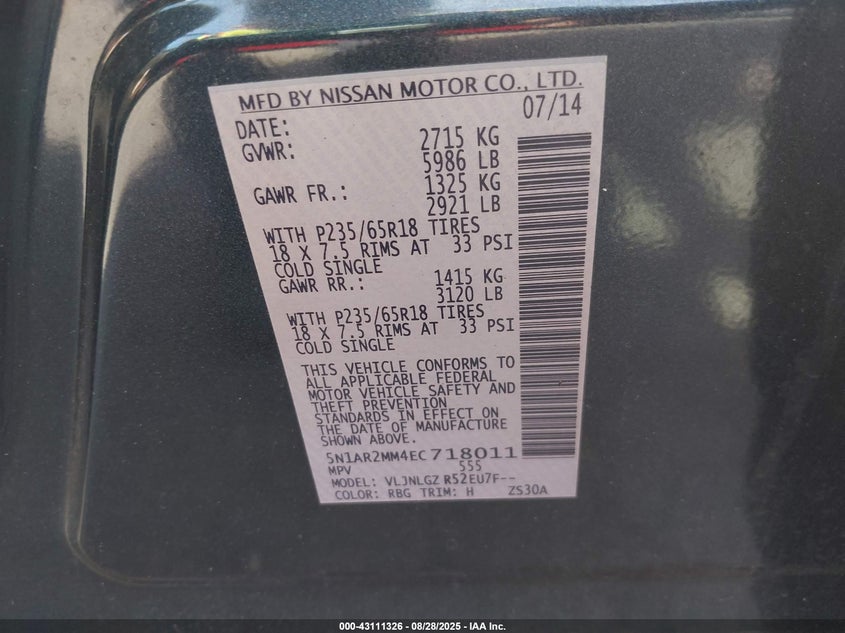 MFD BY NISSAN MOTOR CO., LTD.
DATE: 07/14
GVWR: 2715 KG
5986 LB
GAWR FR.: 1325 KG
2921 LB
WITH P235/65R18 TIRES
18 X 7.5 RIMS AT 33 PSI
COLD SINGLE
GAWR RR.: 1415 KG
3120 LB
WITH P235/65R18 TIRES
18 X 7.5 RIMS AT 33 PSI
COLD SINGLE
THIS VEHICLE CONFORMS TO
ALL APPLICABLE FEDERAL
MOTOR VEHICLE SAFETY AND
THEFT PREVENTION
STANDARDS IN EFFECT ON
THE DATE OF MANUFACTURE
SHOWN ABOVE.
5N1AR2MM4EC718011
MPV 555
MODEL: VLJNLGZ R52EU7F--
COLOR: RBG TRIM: H ZS30A
000-43111326 | 08/28/2025 - IAA Inc.